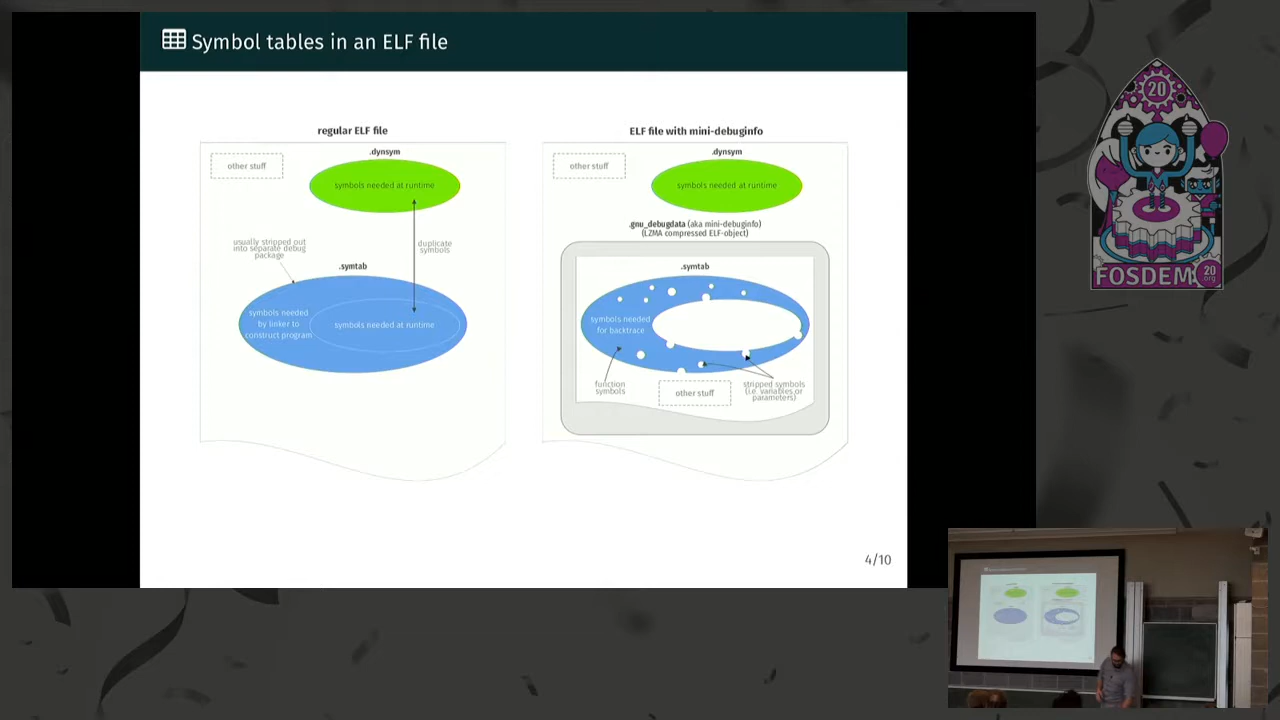 Symbol tables in an ELF file
regular ELF file
.dynsym
other stuff
symbols needed at runtime
usually stripped out
into separate debug
package
duplicate
symbols
.symtab
symbols needed
by linker to
construct program
symbols needed at runtime
ELF file with mini-debuginfo
.dynsym
other stuff
symbols needed at runtime
.gnu_debugdata (aka mini-debuginfo)
(LZMA compressed ELF-object)
.symtab
symbols needed
for backtrace
function
symbols
other stuff
stripped symbols
(i.e. variables or
parameters)
4/10
20
FOSDEM
20
.org